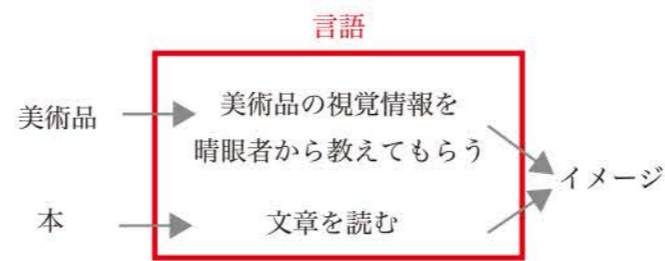 言語
美術品
美術品の視覚情報を
晴眼者から教えてもらう
イメージ
本
文章を読む